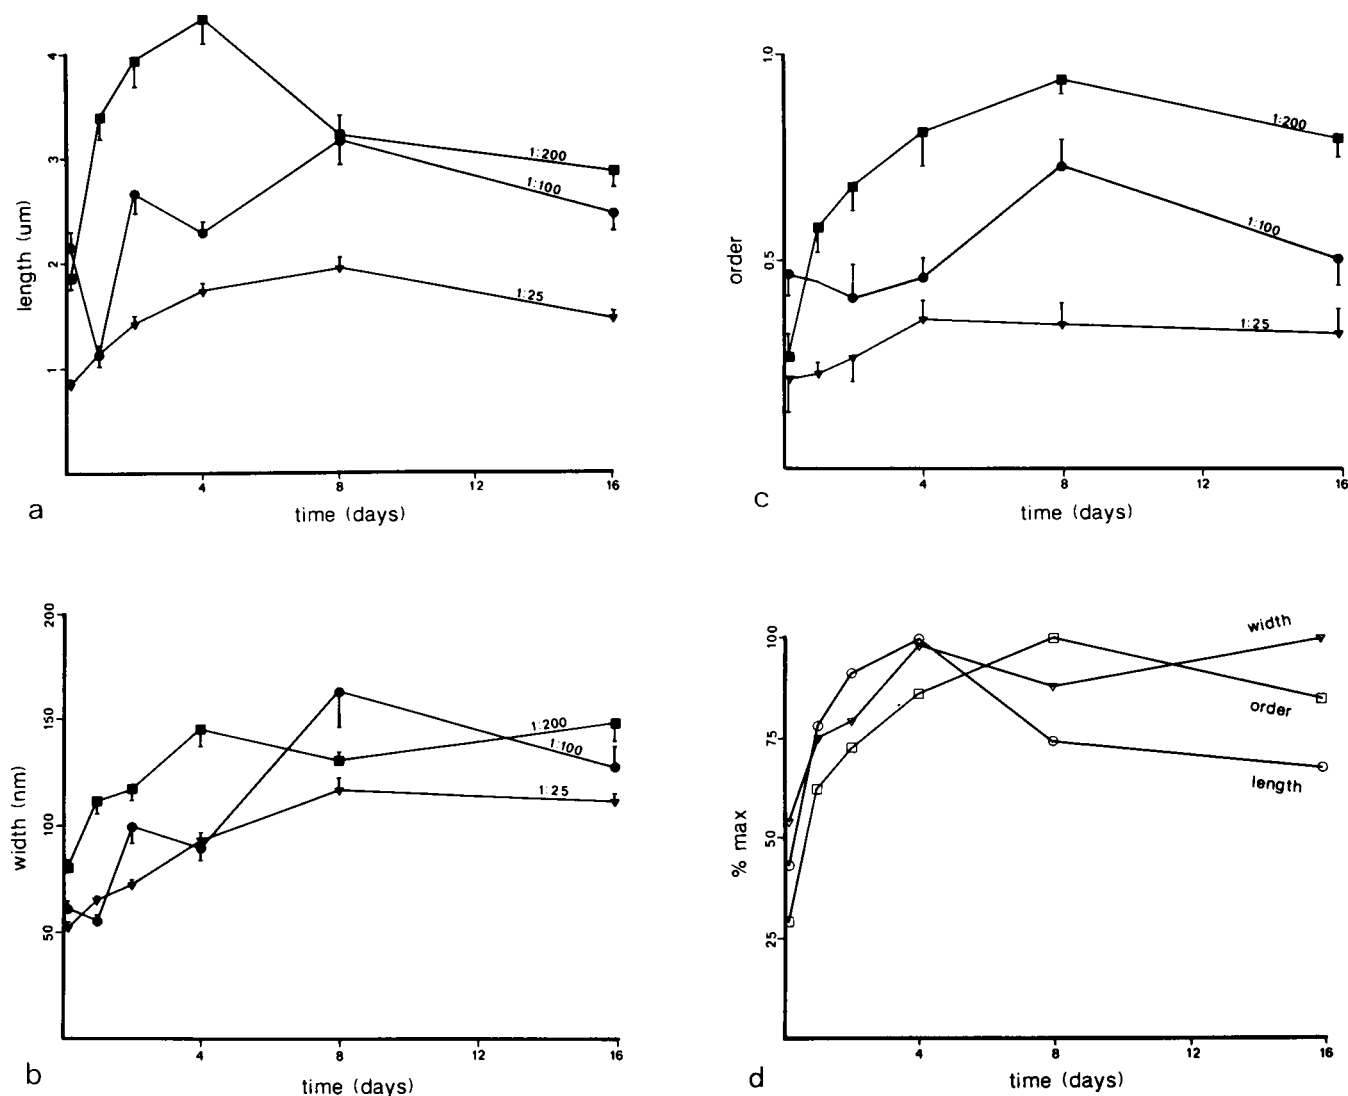 4
3
2
1
length (um)
1:200
1:100
1:25
4
8
12
16
time (days)
a
1.0
0.5
order
1:200
1:100
1:25
4
8
12
16
time (days)
c
200
150
100
50
width (nm)
1:200
1:100
1:25
4
8
12
16
time (days)
b
100
75
50
25
% max
width
order
length
4
8
12
16
time (days)
d